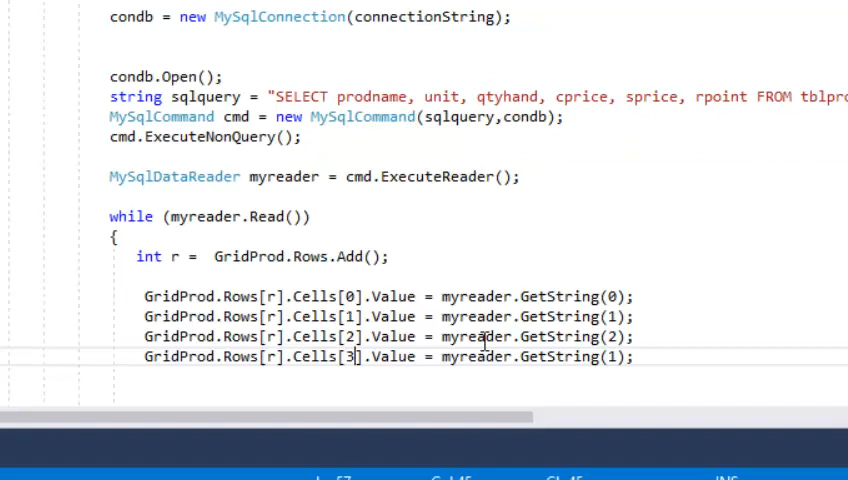 condb = new MySqlConnection(connectionString);
condb.Open();
string sqlquery = "SELECT prodname, unit, qtyhand, cprice, sprice, rpoint FROM tblpro
MySqlCommand cmd = new MySqlCommand(sqlquery,condb);
cmd.ExecuteNonQuery();
MySqlDataReader myreader = cmd.ExecuteReader();
while (myreader.Read())
{
int r =  GridProd.Rows.Add();
GridProd.Rows[r].Cells[0].Value = myreader.GetString(0);
GridProd.Rows[r].Cells[1].Value = myreader.GetString(1);
GridProd.Rows[r].Cells[2].Value = myreader.GetString(2);
GridProd.Rows[r].Cells[3].Value = myreader.GetString(1);